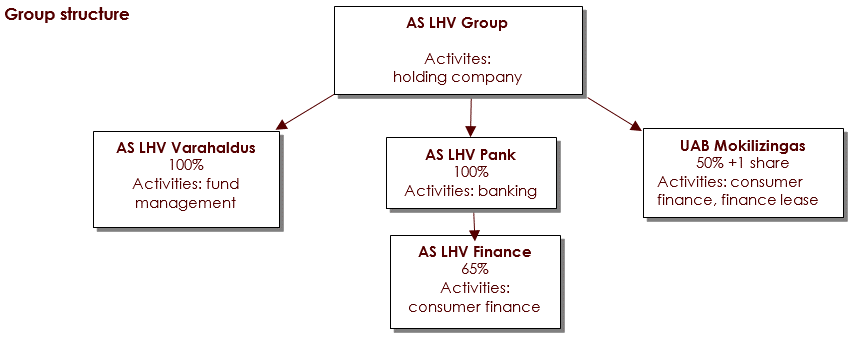 Group structure
AS LHV Group
Activites:
holding company
AS LHV Varahaldus
100%
Activities: fund
management
AS LHV Pank
100%
Activities: banking
UAB Mokilizingas
50% +1 share
Activities: consumer
finance, finance lease
AS LHV Finance
65%
Activities:
consumer finance